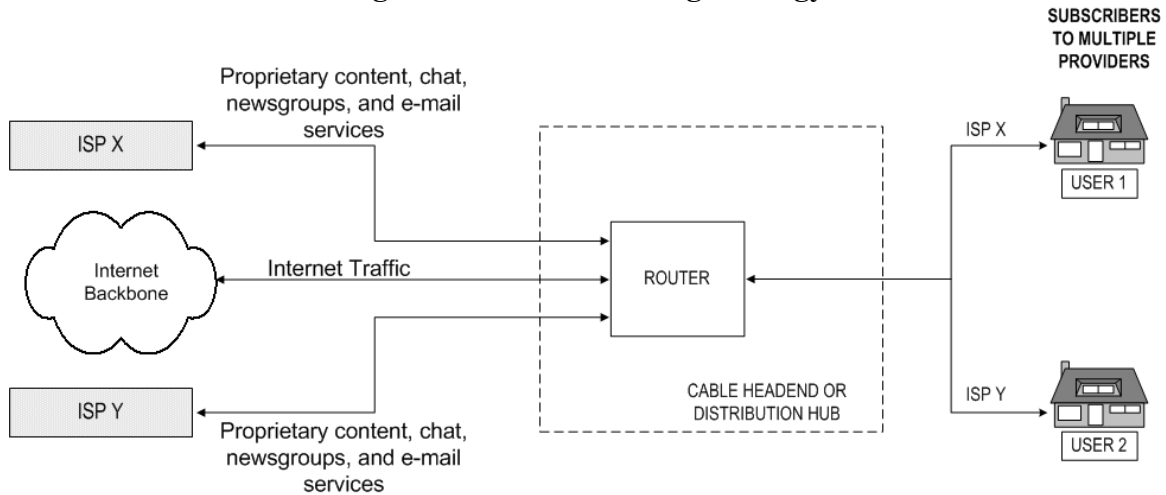 SUBSCRIBERS
TO MULTIPLE
PROVIDERS
Proprietary content, chat,
newsgroups, and e-mail
services
ISP X
ISP X
USER 1
Internet
Backbone
Internet Traffic
ROUTER
CABLE HEADEND OR
DISTRIBUTION HUB
ISP Y
ISP Y
USER 2
Proprietary content, chat,
newsgroups, and e-mail
services